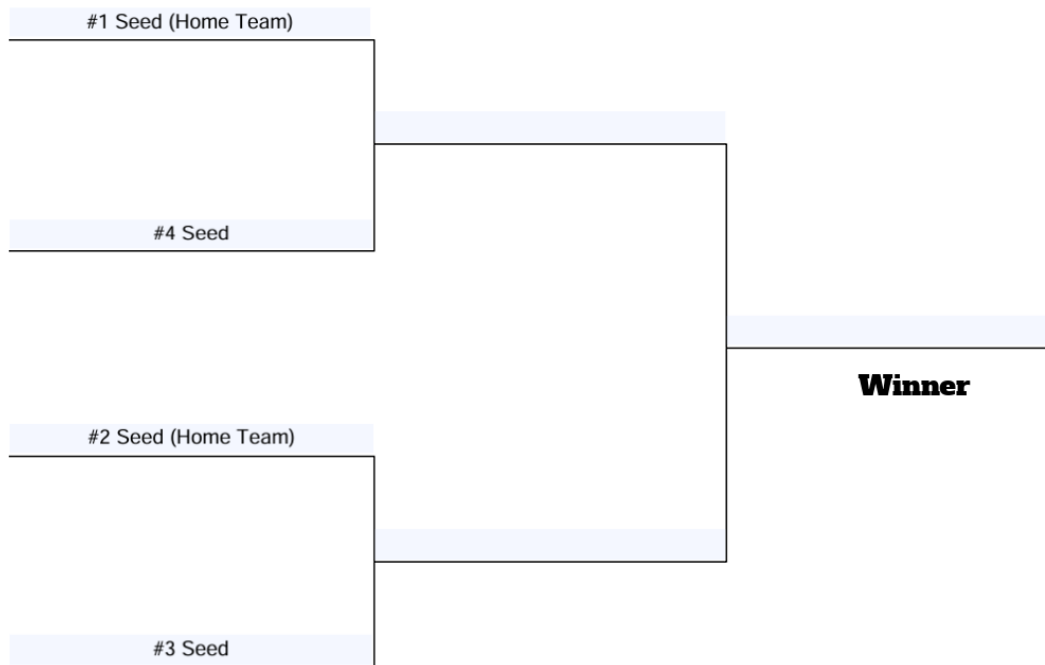 #1 Seed (Home Team)
#4 Seed
Winner
#2 Seed (Home Team)
#3 Seed